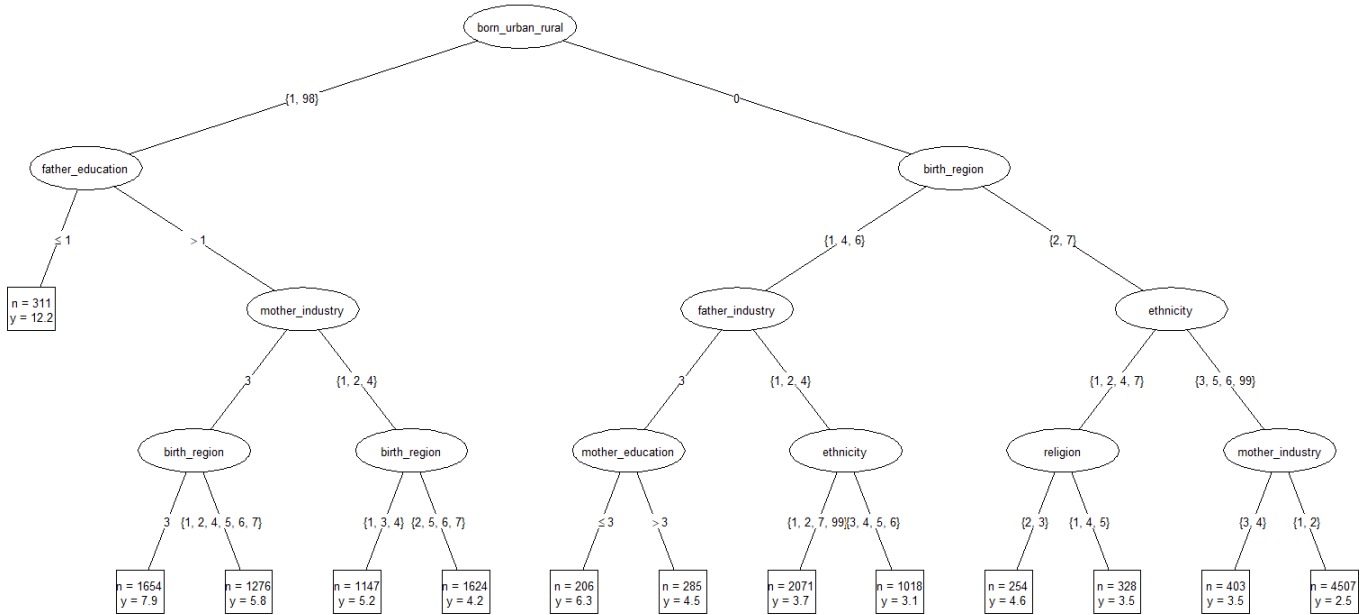 born_urban_rural
{1, 98}
0
father_education
birth_region
≤ 1
> 1
{1, 4, 6}
{2, 7}
n = 311
y = 12.2
mother_industry
father_industry
ethnicity
3
{1, 2, 4}
3
{1, 2, 4}
{1, 2, 4, 7}
{3, 5, 6, 99}
birth_region
birth_region
mother_education
ethnicity
religion
mother_industry
3
{1, 2, 4, 5, 6, 7}
{1, 3, 4}
{2, 5, 6, 7}
≤ 3
> 3
{1, 2, 7, 99}
{3, 4, 5, 6}
{2, 3}
{1, 4, 5}
{3, 4}
{1, 2}
n = 1654
y = 7.9
n = 1276
y = 5.8
n = 1147
y = 5.2
n = 1624
y = 4.2
n = 206
y = 6.3
n = 285
y = 4.5
n = 2071
y = 3.7
n = 1018
y = 3.1
n = 254
y = 4.6
n = 328
y = 3.5
n = 403
y = 3.5
n = 4507
y = 2.5